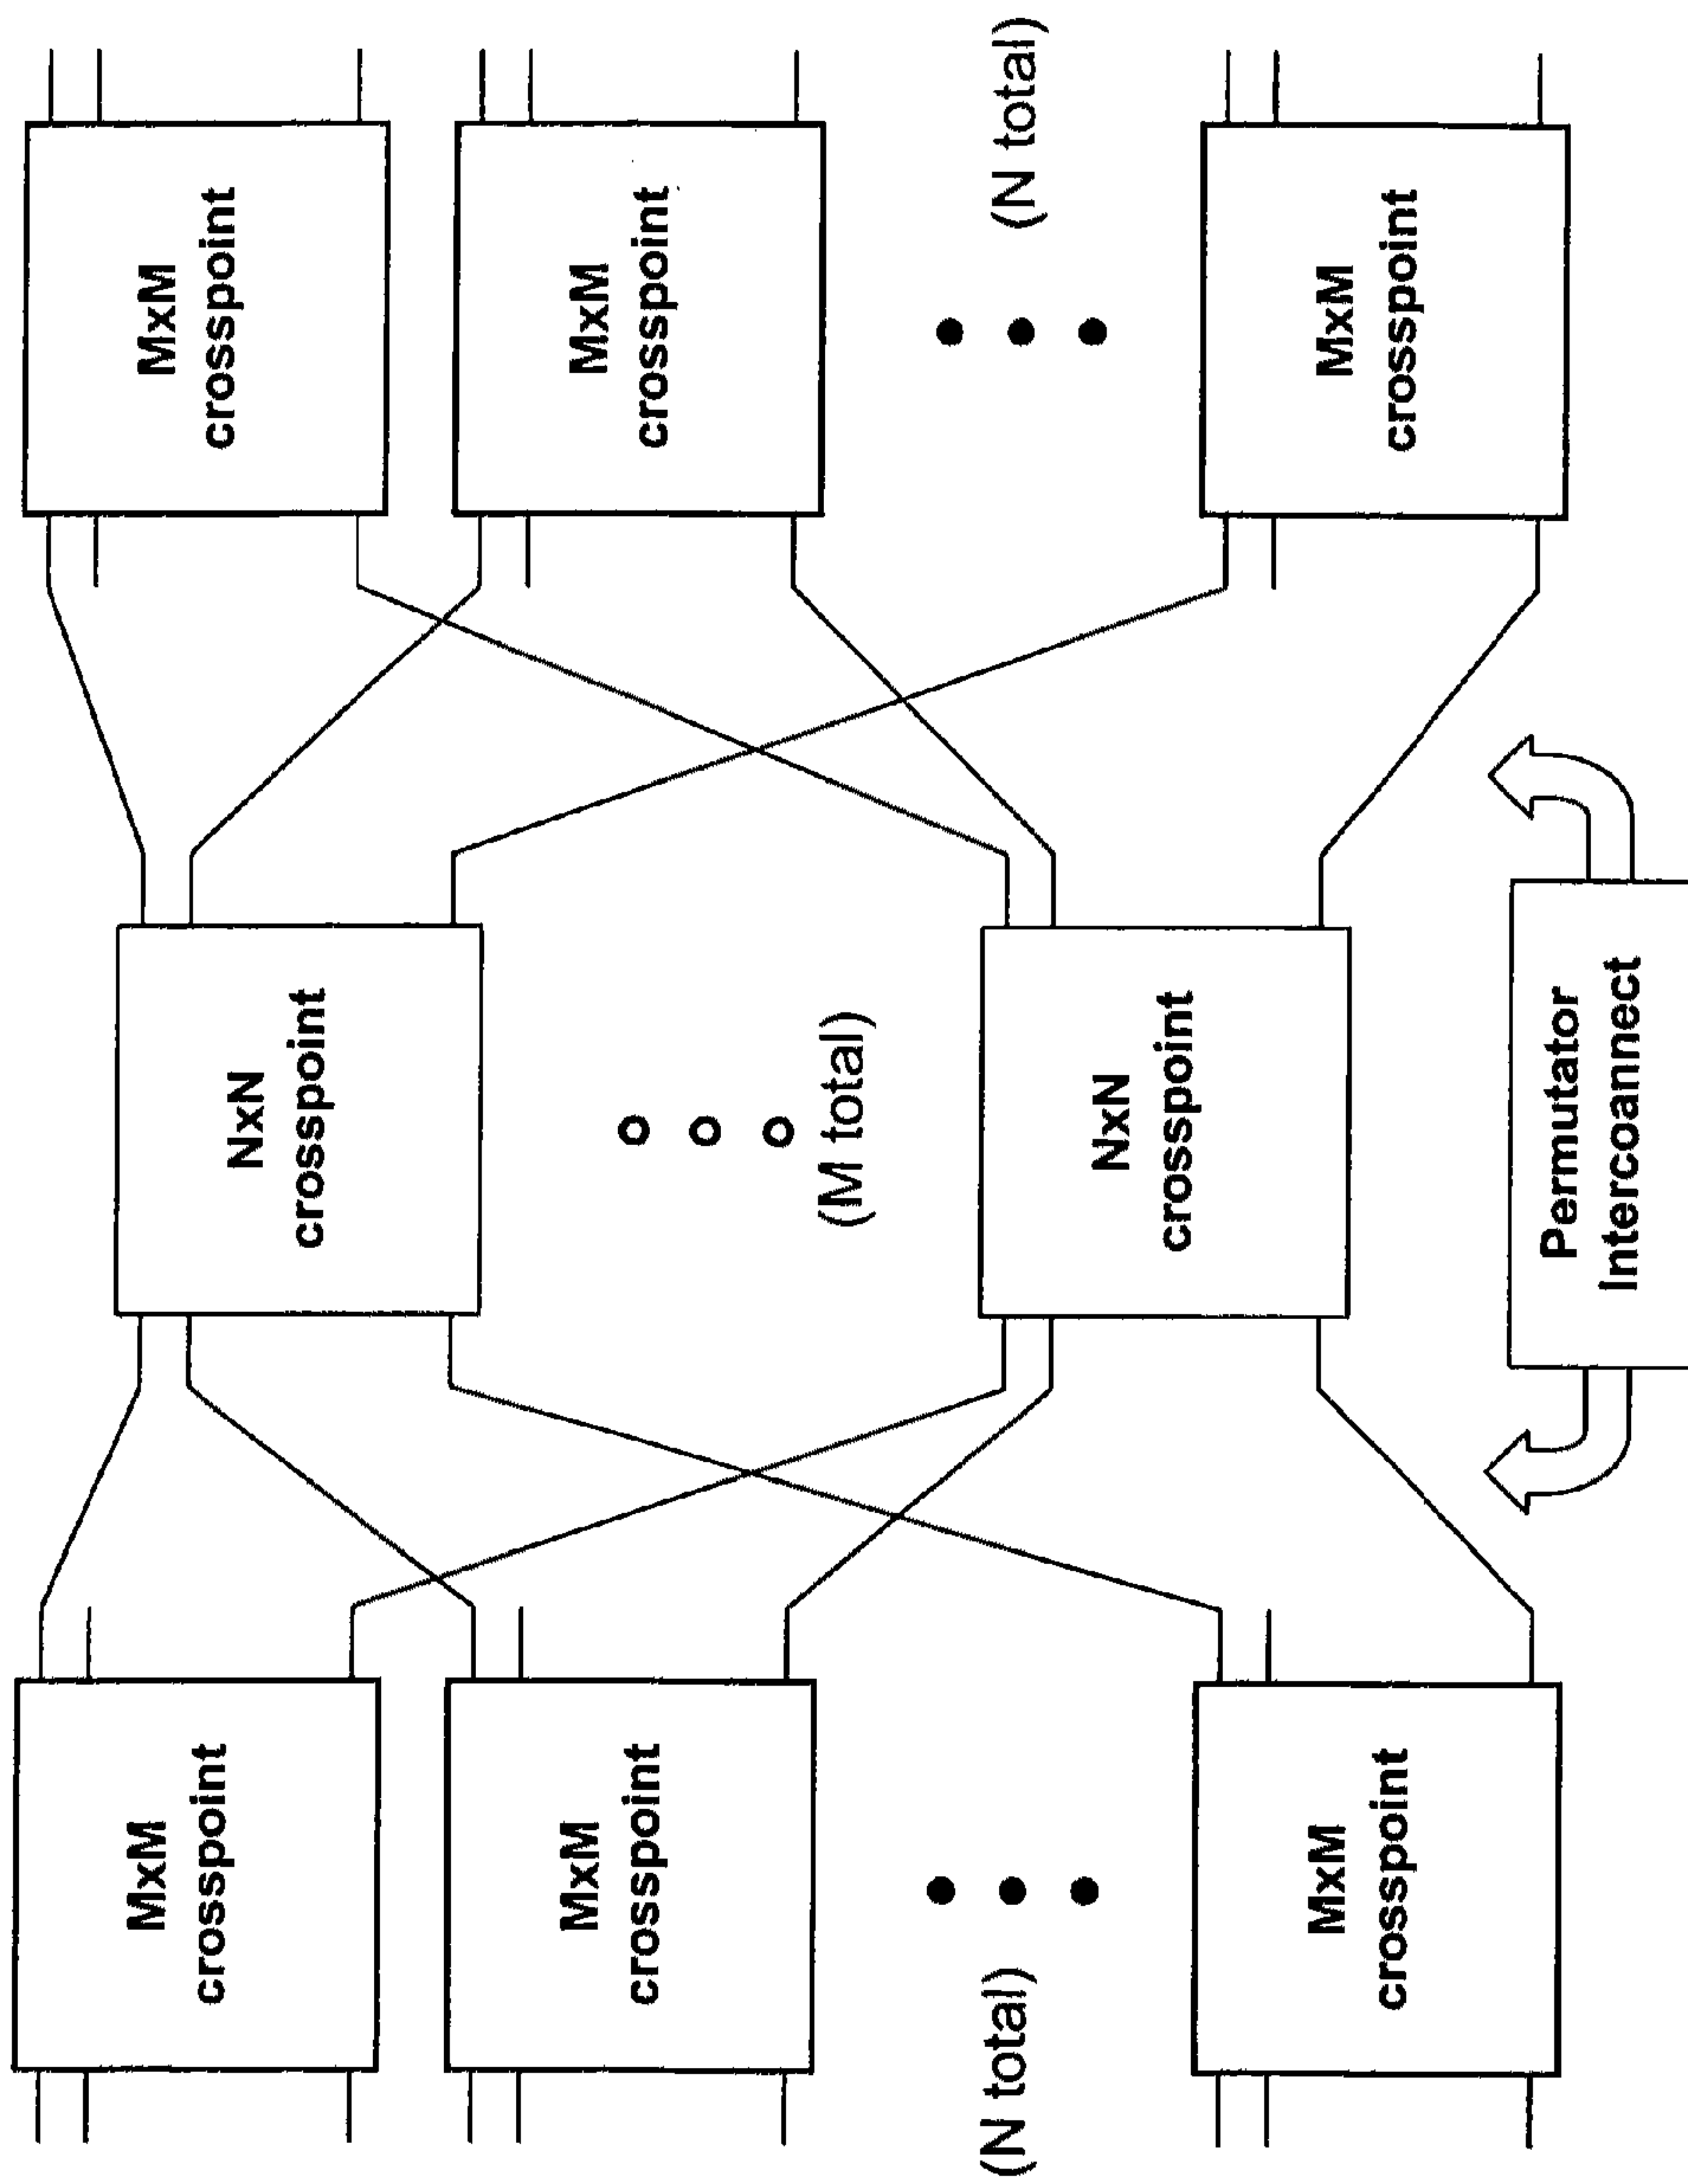 MxM
crosspoint
MxM
crosspoint
(N total)
MxM
crosspoint
NxN
crosspoint
(M total)
NxN
crosspoint
Permutator
Intercoannect
MxM
crosspoint
MxM
crosspoint
(N total)
MxM
crosspoint